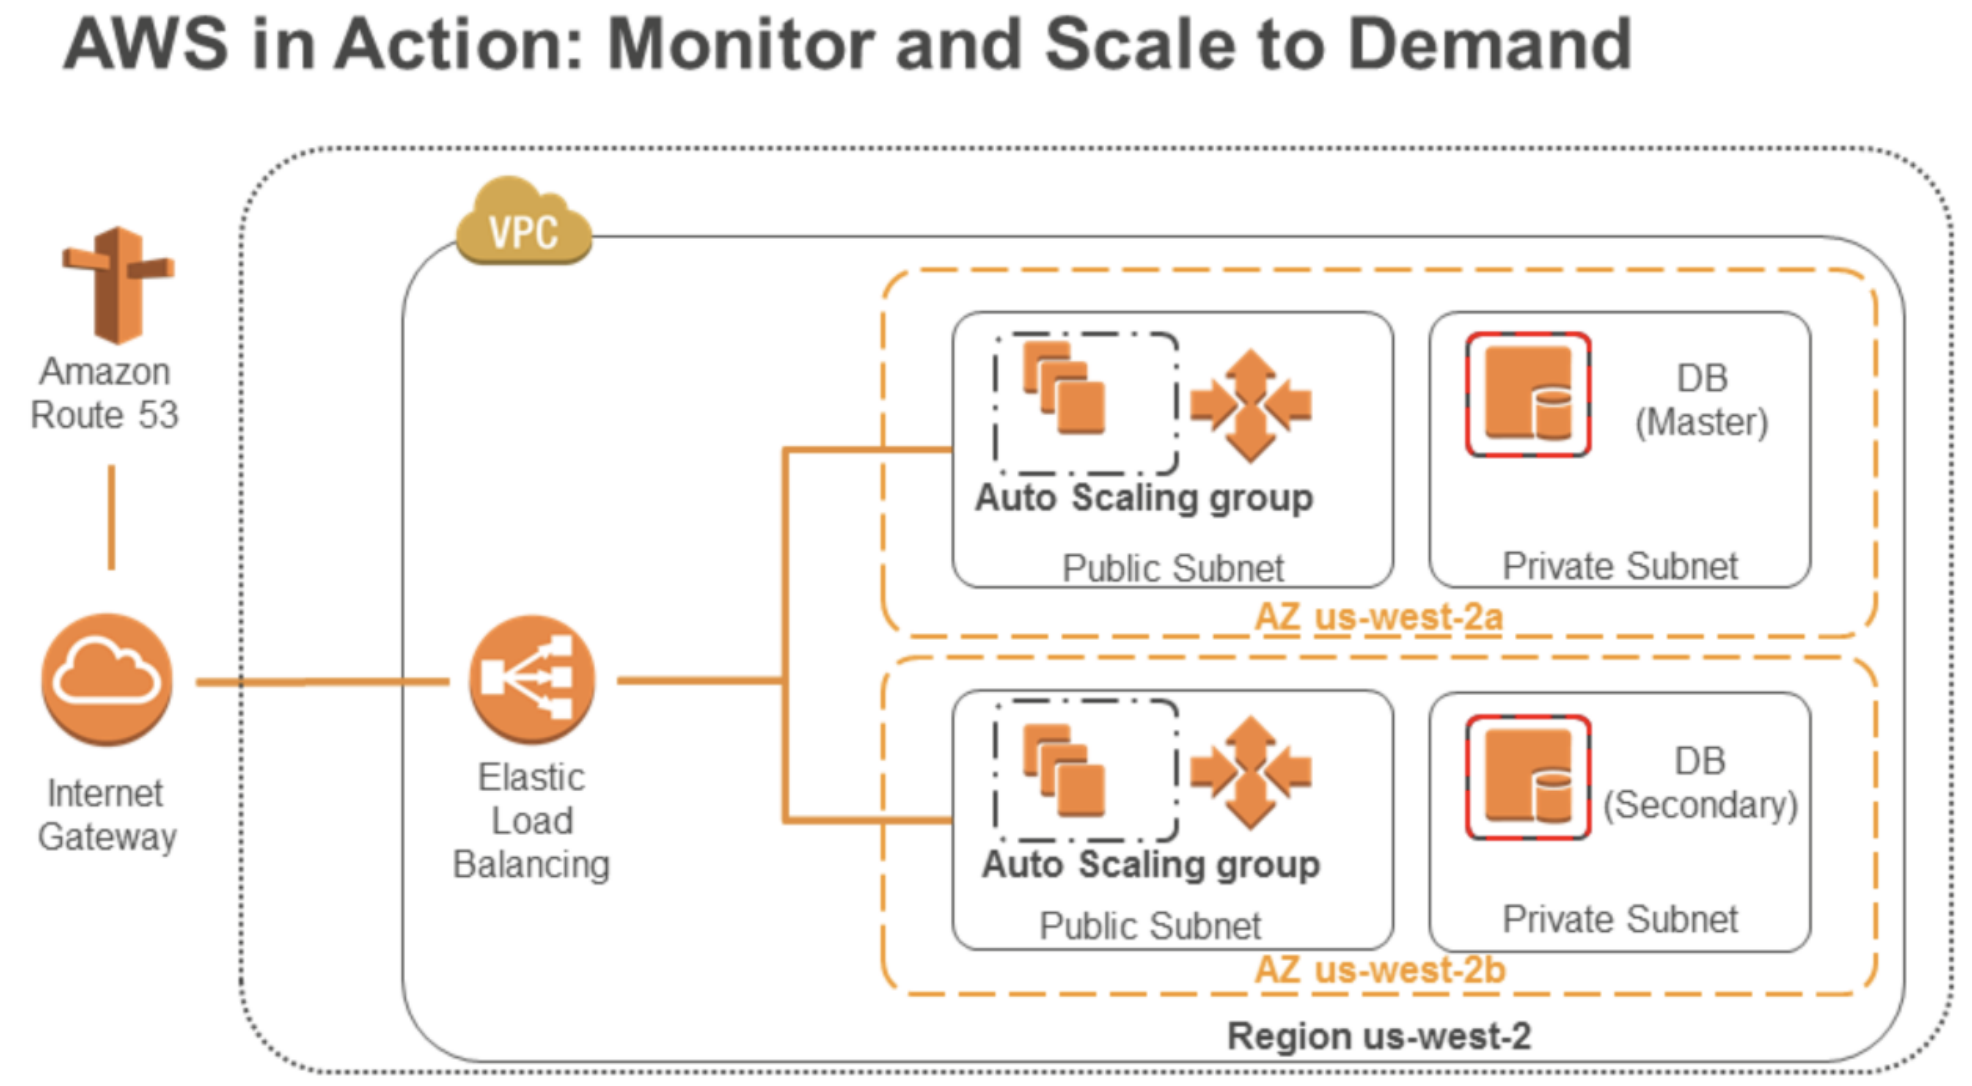 AWS in Action: Monitor and Scale to Demand
VPC
Amazon
Route 53
Internet
Gateway
Elastic
Load
Balancing
Auto Scaling group
Public Subnet
DB
(Master)
Private Subnet
AZ us-west-2a
Auto Scaling group
Public Subnet
DB
(Secondary)
Private Subnet
AZ us-west-2b
Region us-west-2